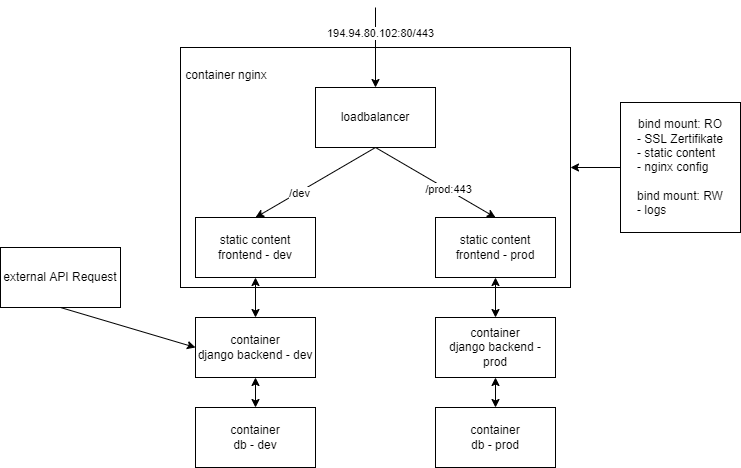 194.94.80.102:80/443
container nginx
loadbalancer
bind mount: RO
- SSL Zertifikate
- static content
- nginx config
bind mount: RW
- logs
/dev
/prod:443
static content
frontend - dev
static content
frontend - prod
external API Request
container
django backend - dev
container
django backend -
prod
container
db - dev
container
db - prod